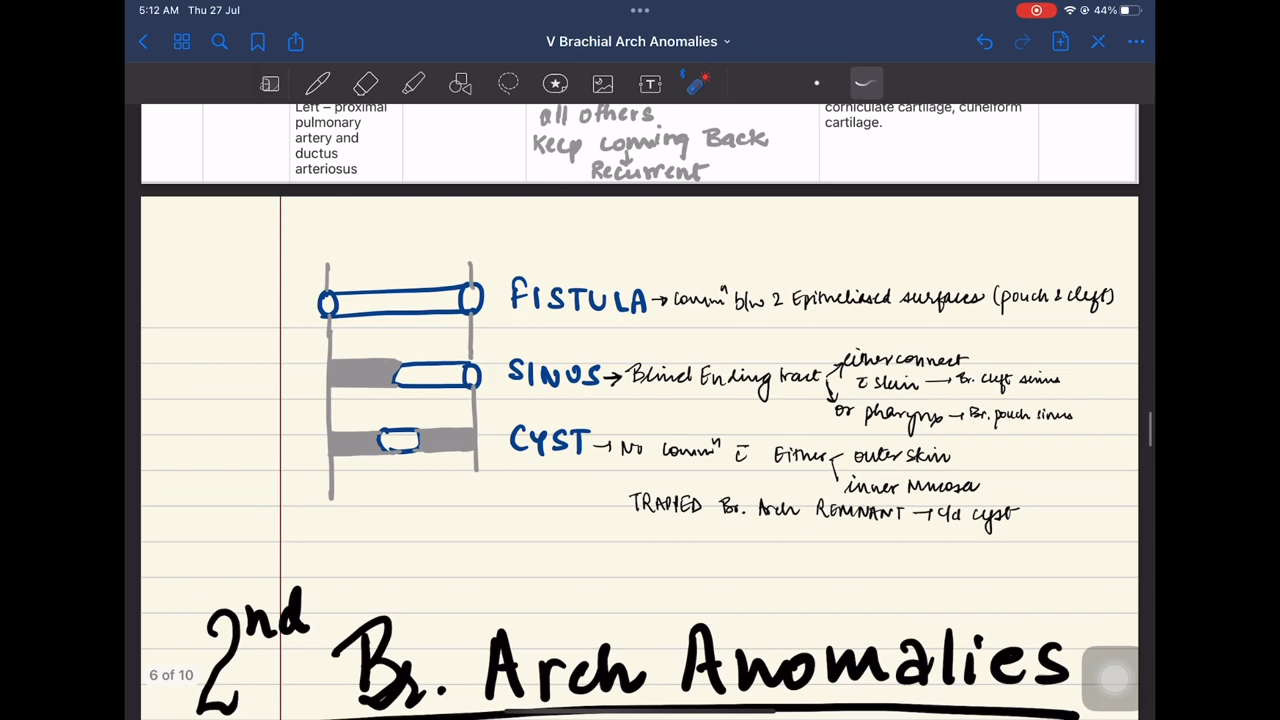 5:12 AM Thu 27 Jul
44%
V Brachial Arch Anomalies
Left – proximal
pulmonary
artery and
ductus
arteriosus
all others.
Keep coming Back
Recurrent
corniculate cartilage, cuneiform
cartilage.
FISTULA → Commⁿ b/w 2 Epithelialised surfaces (pouch & cleft)
SINUS → Blind Ending tract
either connect
c̄ skin → Br. cleft sinus
or pharynx → Br. pouch sinus
CYST → No Commⁿ c̄ Either
outer skin
inner Mucosa
TRAPPED Br. Arch REMNANT → c/d cyst
2nd Br. Arch Anomalies
6 of 10